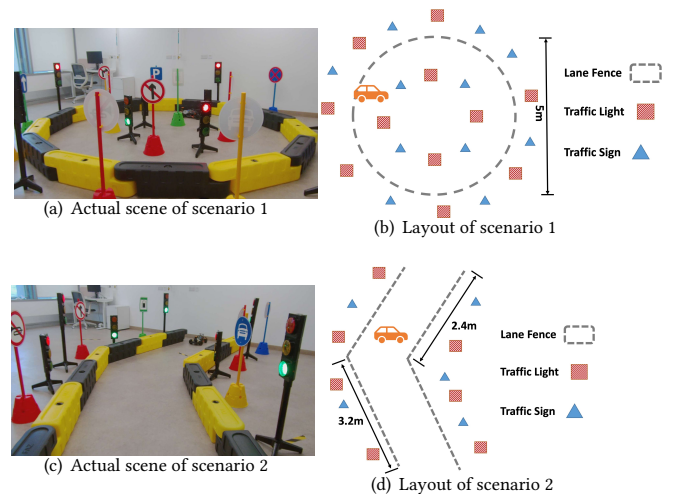 P
(a) Actual scene of scenario 1
5m
Lane Fence
Traffic Light
Traffic Sign
(b) Layout of scenario 1
(c) Actual scene of scenario 2
2.4m
3.2m
Lane Fence
Traffic Light
Traffic Sign
(d) Layout of scenario 2